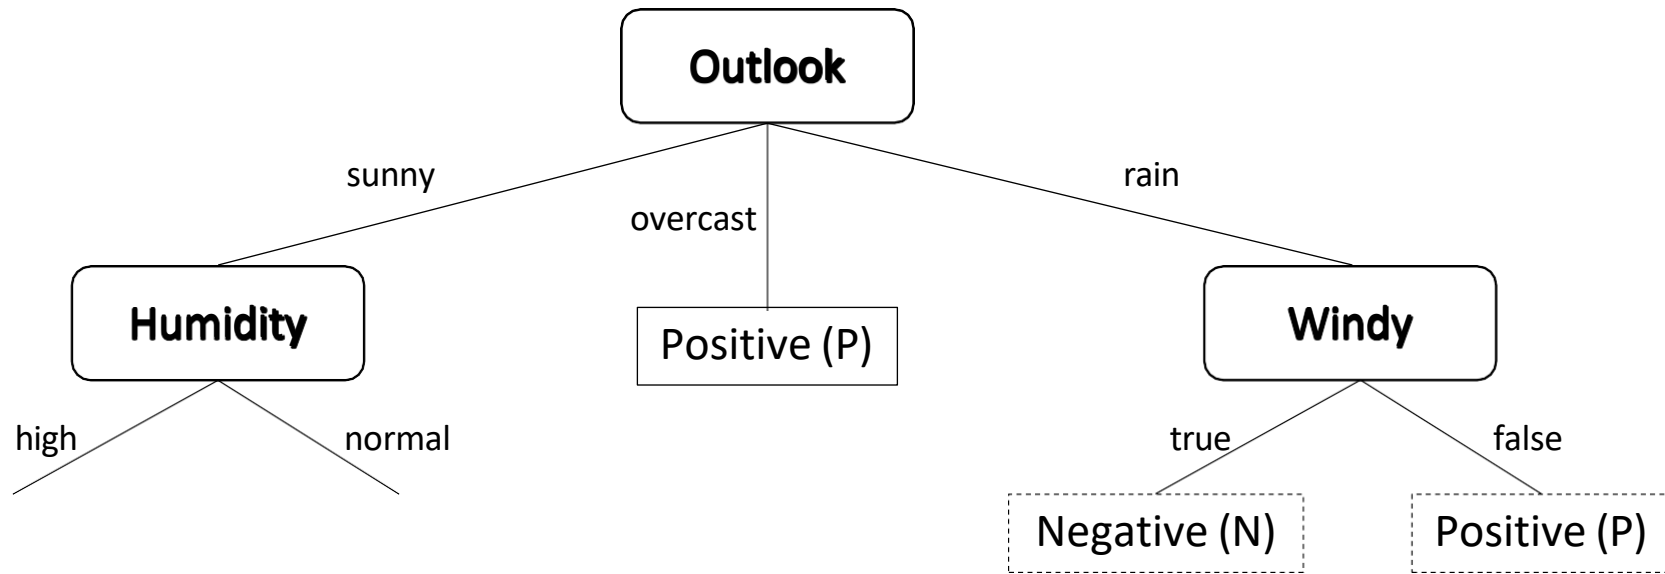 Outlook
sunny
rain
overcast
Humidity
Positive (P)
Windy
high
normal
true
false
Negative (N)
Positive (P)